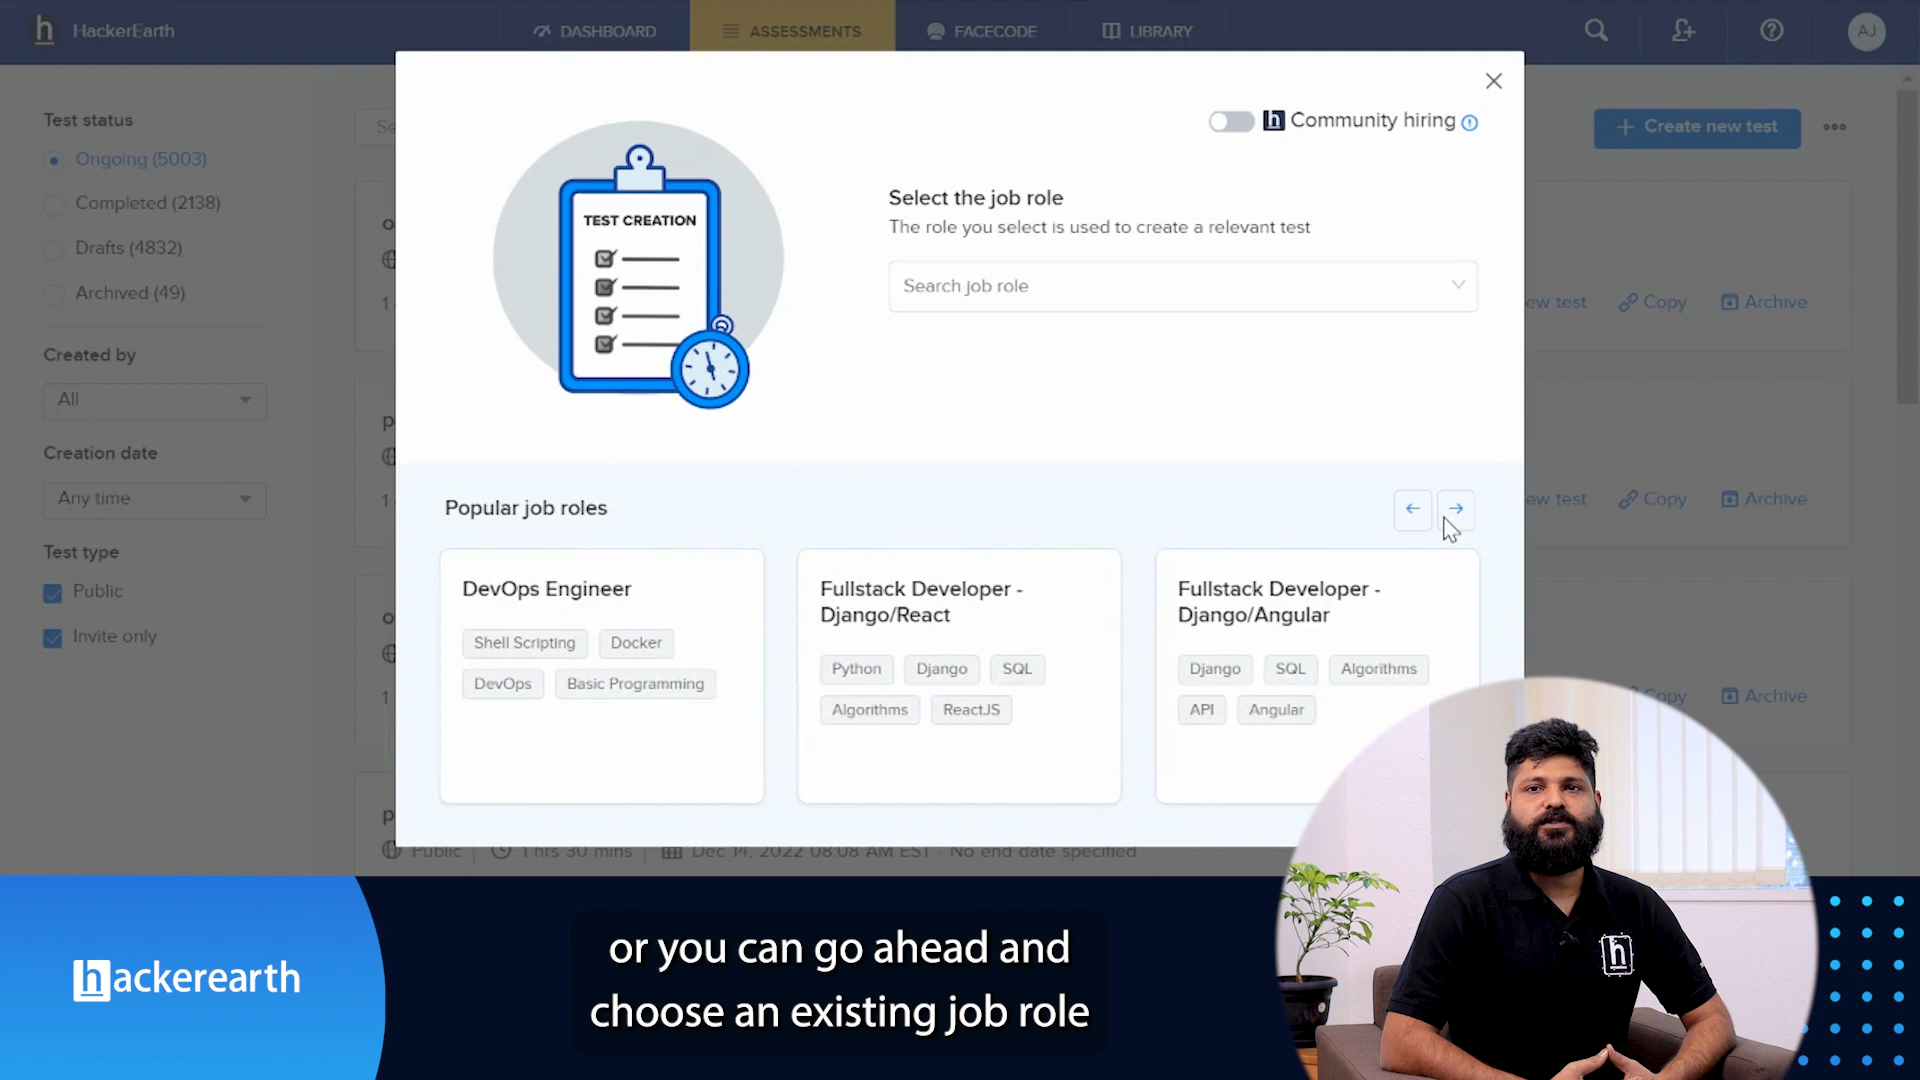 HackerEarth
DASHBOARD
ASSESSMENTS
FACECODE
LIBRARY
AJ
Test status
Ongoing (5003)
Completed (2138)
Drafts (4832)
Archived (49)
Created by
All
Creation date
Any time
Test type
Public
Invite only
Se
Create new test
ew test
Copy
Archive
ew test
Copy
Archive
Copy
Archive
Community hiring
TEST CREATION
Select the job role
The role you select is used to create a relevant test
Search job role
Popular job roles
DevOps Engineer
Shell Scripting
Docker
DevOps
Basic Programming
Fullstack Developer -
Django/React
Python
Django
SQL
Algorithms
ReactJS
Fullstack Developer -
Django/Angular
Django
SQL
Algorithms
API
Angular
Public
1 hrs 30 mins
Dec 14, 2022 08:08 AM EST - No end date specified
hackerearth
or you can go ahead and
choose an existing job role
h